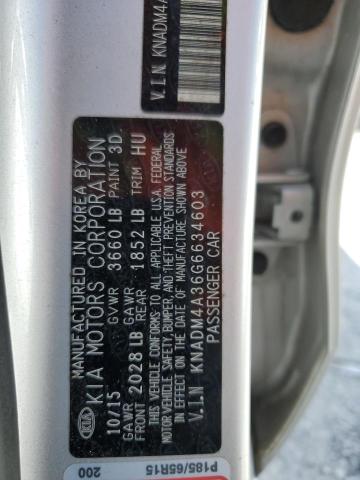 V.I.N. KNADM4A
MANUFACTURED IN KOREA BY
KIA KIA MOTORS CORPORATION
10/15 GVWR 3660 LB PAINT 3D
GAWR FRONT 2028 LB GAWR REAR 1852 LB TRIM HU
THIS VEHICLE CONFORMS TO ALL APPLICABLE U.S.A. FEDERAL
MOTOR VEHICLE SAFETY, BUMPER, AND THEFT PREVENTION STANDARDS
IN EFFECT ON THE DATE OF MANUFACTURE SHOWN ABOVE
V.I.N KNADM4A36G6634603
PASSENGER CAR
P185/65R15
200